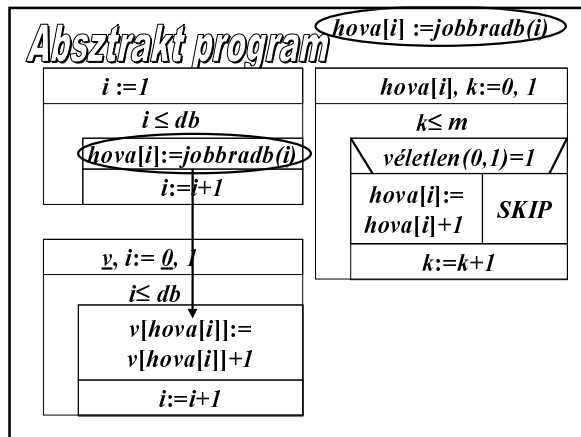 Absztrakt program
hova[i] :=jobbradb(i)
i :=1
i ≤ db
hova[i]:=jobbradb(i)
i:=i+1
v, i:= 0, 1
i≤ db
v[hova[i]]:=
v[hova[i]]+1
i:=i+1
hova[i], k:=0, 1
k≤ m
véletlen(0,1)=1
hova[i]:=
hova[i]+1
SKIP
k:=k+1